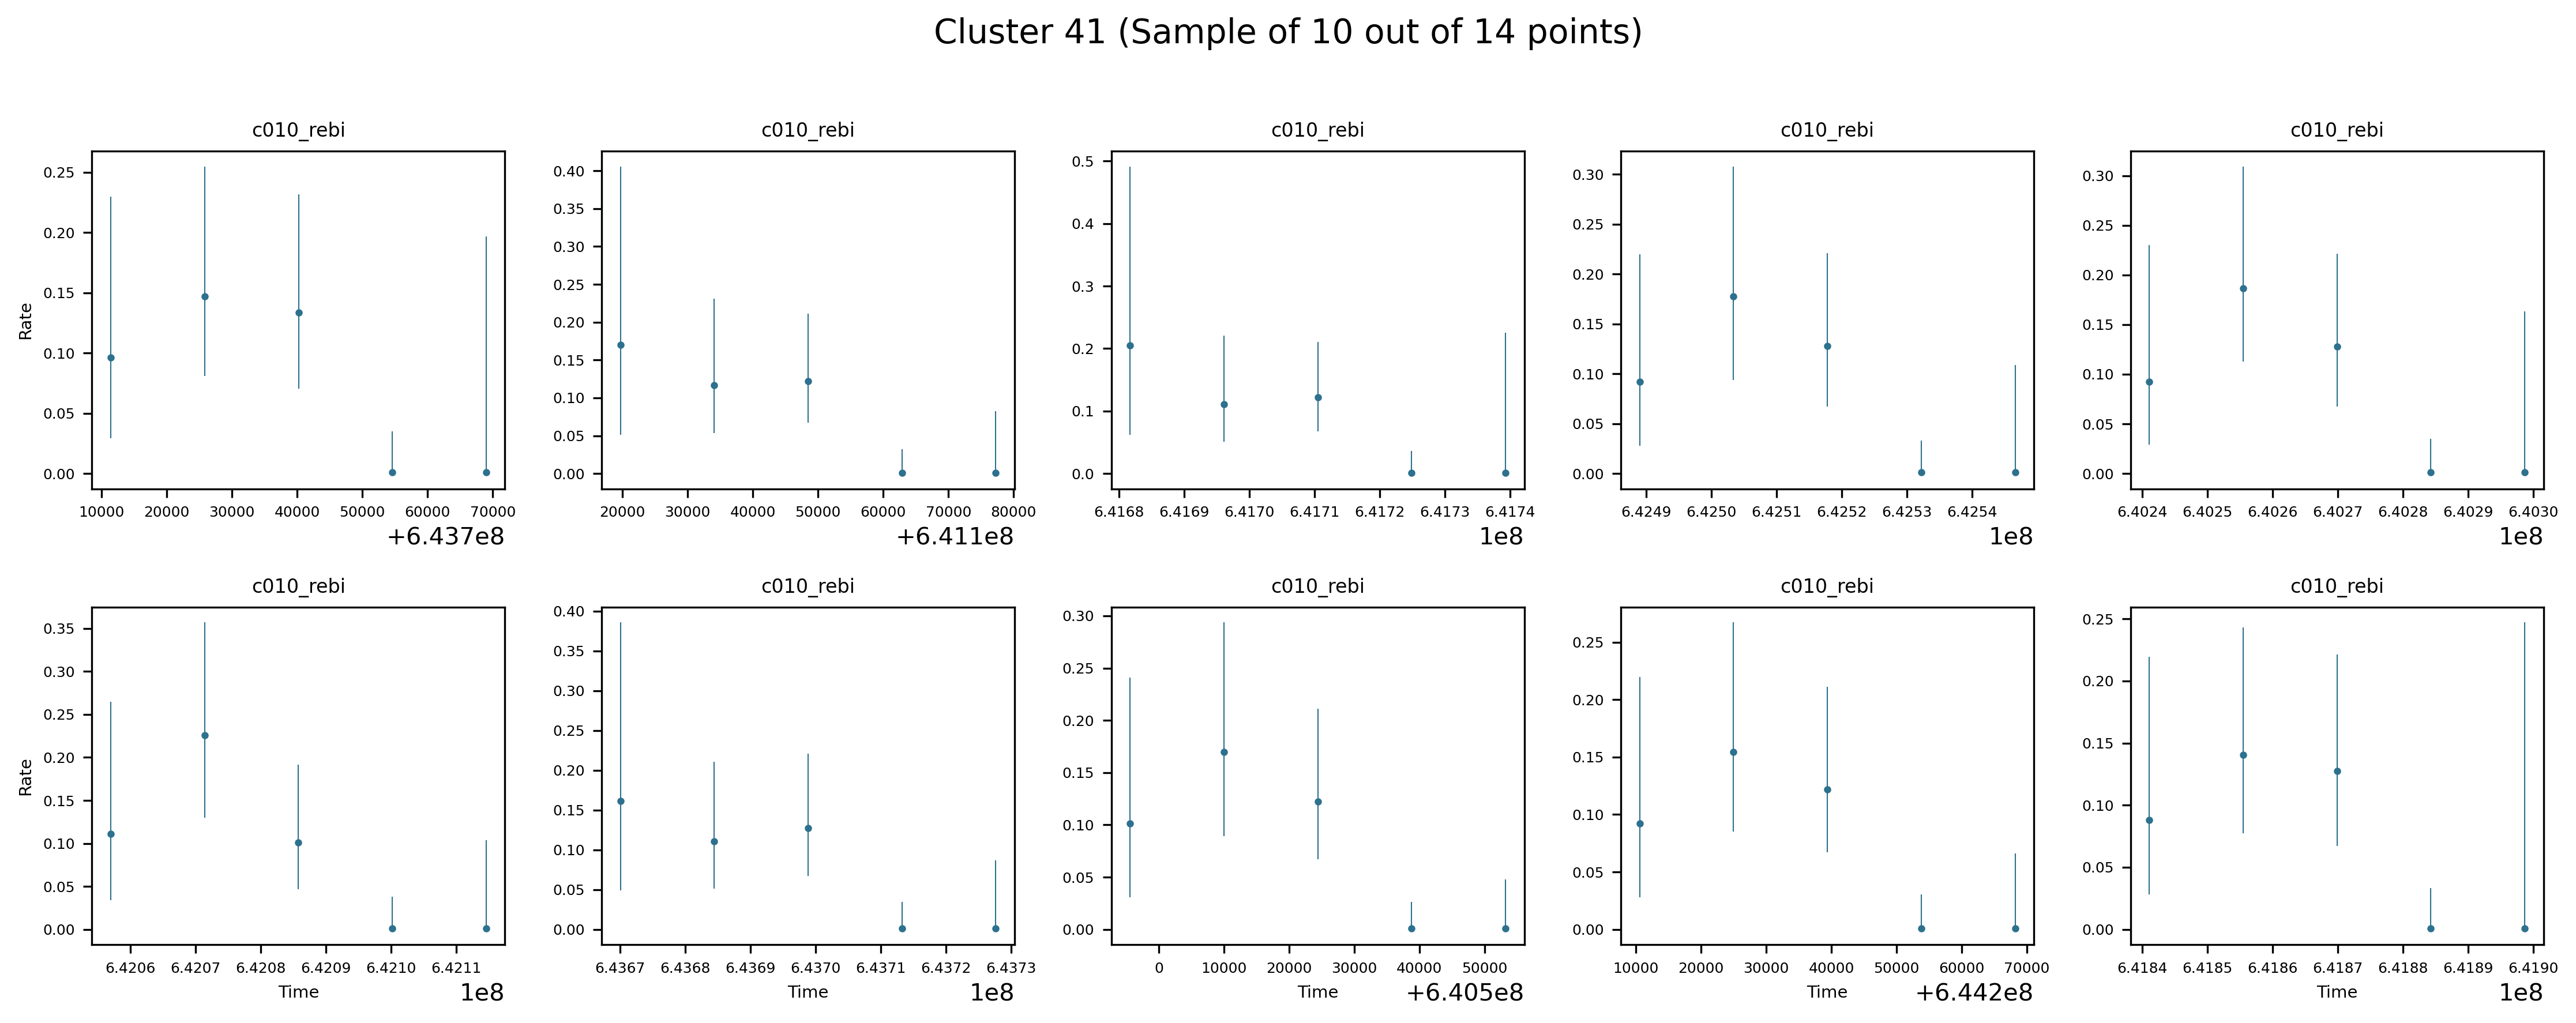 Cluster 41 (Sample of 10 out of 14 points)
c010_rebi c010_rebi c010_rebi c010_rebi c010_rebi
Rate
0.25 0.20 0.15 0.10 0.05 0.00
10000 20000 30000 40000 50000 60000 70000
+6.437e8
0.40 0.35 0.30 0.25 0.20 0.15 0.10 0.05 0.00
20000 30000 40000 50000 60000 70000 80000
+6.411e8
0.5 0.4 0.3 0.2 0.1 0.0
6.4168 6.4169 6.4170 6.4171 6.4172 6.4173 6.4174
1e8
0.30 0.25 0.20 0.15 0.10 0.05 0.00
6.4249 6.4250 6.4251 6.4252 6.4253 6.4254
1e8
0.30 0.25 0.20 0.15 0.10 0.05 0.00
6.4024 6.4025 6.4026 6.4027 6.4028 6.4029 6.4030
1e8
c010_rebi c010_rebi c010_rebi c010_rebi c010_rebi
Rate
0.35 0.30 0.25 0.20 0.15 0.10 0.05 0.00
6.4206 6.4207 6.4208 6.4209 6.4210 6.4211
Time 1e8
0.40 0.35 0.30 0.25 0.20 0.15 0.10 0.05 0.00
6.4367 6.4368 6.4369 6.4370 6.4371 6.4372 6.4373
Time 1e8
0.30 0.25 0.20 0.15 0.10 0.05 0.00
0 10000 20000 30000 40000 50000
Time +6.405e8
0.25 0.20 0.15 0.10 0.05 0.00
10000 20000 30000 40000 50000 60000 70000
Time +6.442e8
0.25 0.20 0.15 0.10 0.05 0.00
6.4184 6.4185 6.4186 6.4187 6.4188 6.4189 6.4190
Time 1e8